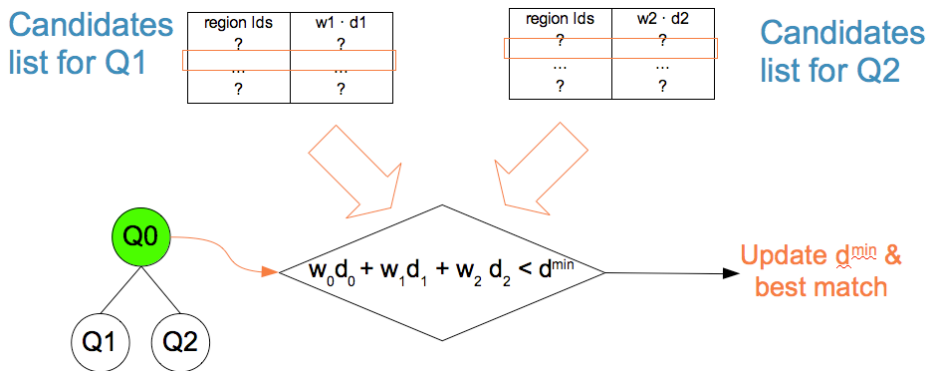 Candidates
list for Q1
region Ids w1 · d1
? ?
... ...
? ?
region Ids w2 · d2
? ?
... ...
? ?
Candidates
list for Q2
Q0
Q1 Q2
w0d0 + w1d1 + w2 d2 < dmin
Update dmin &
best match